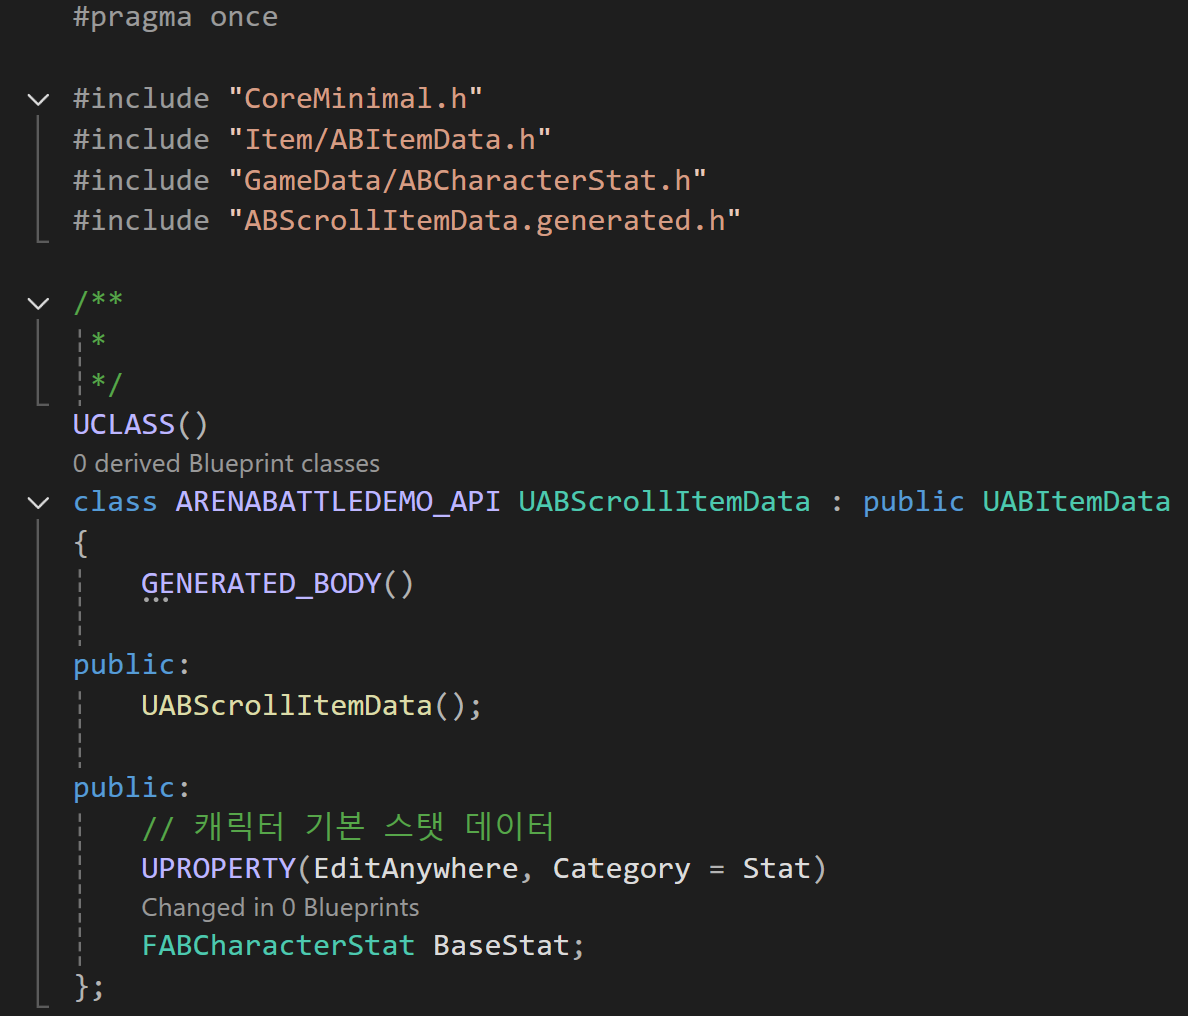 #pragma once
#include "CoreMinimal.h"
#include "Item/ABItemData.h"
#include "GameData/ABCharacterStat.h"
#include "ABScrollItemData.generated.h"
/**
*
*/
UCLASS()
0 derived Blueprint classes
class ARENABATTLEDEMO_API UABScrollItemData : public UABItemData
{
GENERATED_BODY()
public:
UABScrollItemData();
public:
// 캐릭터 기본 스탯 데이터
UPROPERTY(EditAnywhere, Category = Stat)
Changed in 0 Blueprints
FABCharacterStat BaseStat;
};